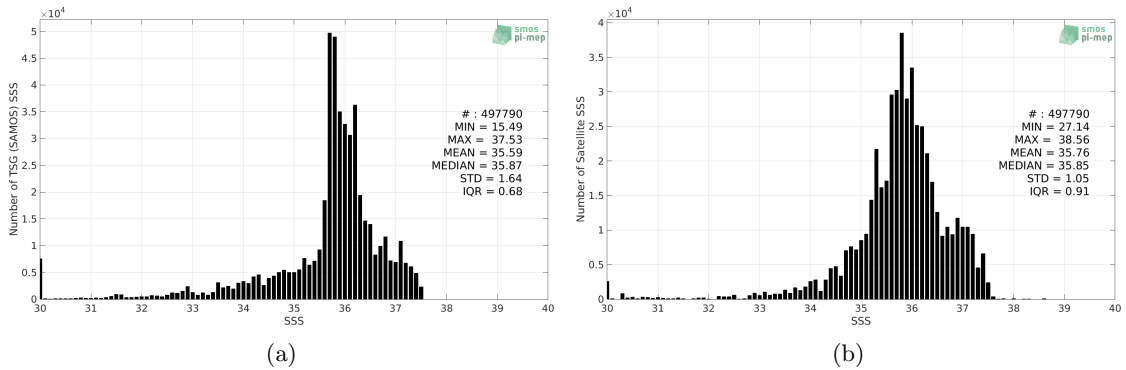 ×10⁴
5
4.5
4
3.5
3
2.5
2
1.5
1
0.5
0
Number of TSG (SAMOS) SSS
smos
pi-mep
# : 497790
MIN = 15.49
MAX = 37.53
MEAN = 35.59
MEDIAN = 35.87
STD = 1.64
IQR = 0.68
30 31 32 33 34 35 36 37 38 39 40
SSS
(a)
×10⁴
4
3.5
3
2.5
2
1.5
1
0.5
0
Number of Satellite SSS
smos
pi-mep
# : 497790
MIN = 27.14
MAX = 38.56
MEAN = 35.76
MEDIAN = 35.85
STD = 1.05
IQR = 0.91
30 31 32 33 34 35 36 37 38 39 40
SSS
(b)